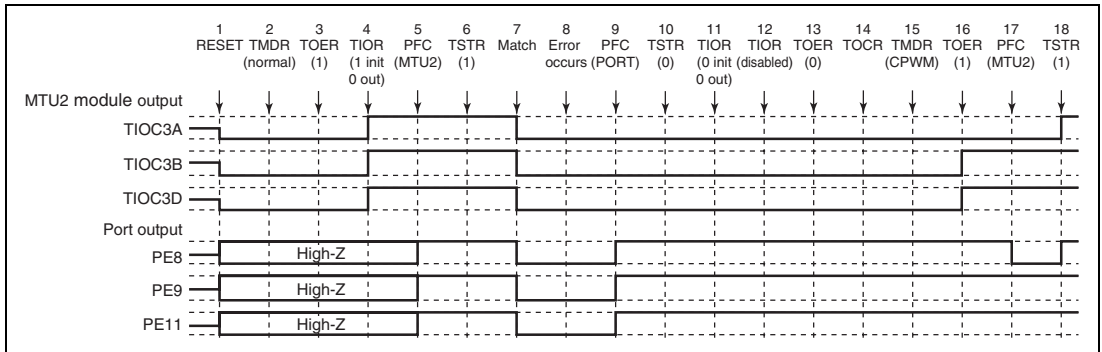 1 2 3 4 5 6 7 8 9 10 11 12 13 14 15 16 17 18
RESET TMDR TOER TIOR PFC TSTR Match Error PFC TSTR TIOR TIOR TOER TOCR TMDR TOER PFC TSTR
(normal) (1) (1 init (MTU2) (1) occurs (PORT) (0) (0 init (disabled) (0) (CPWM) (1) (MTU2) (1)
0 out) 0 out)
MTU2 module output
TIOC3A
TIOC3B
TIOC3D
Port output
PE8 High-Z
PE9 High-Z
PE11 High-Z